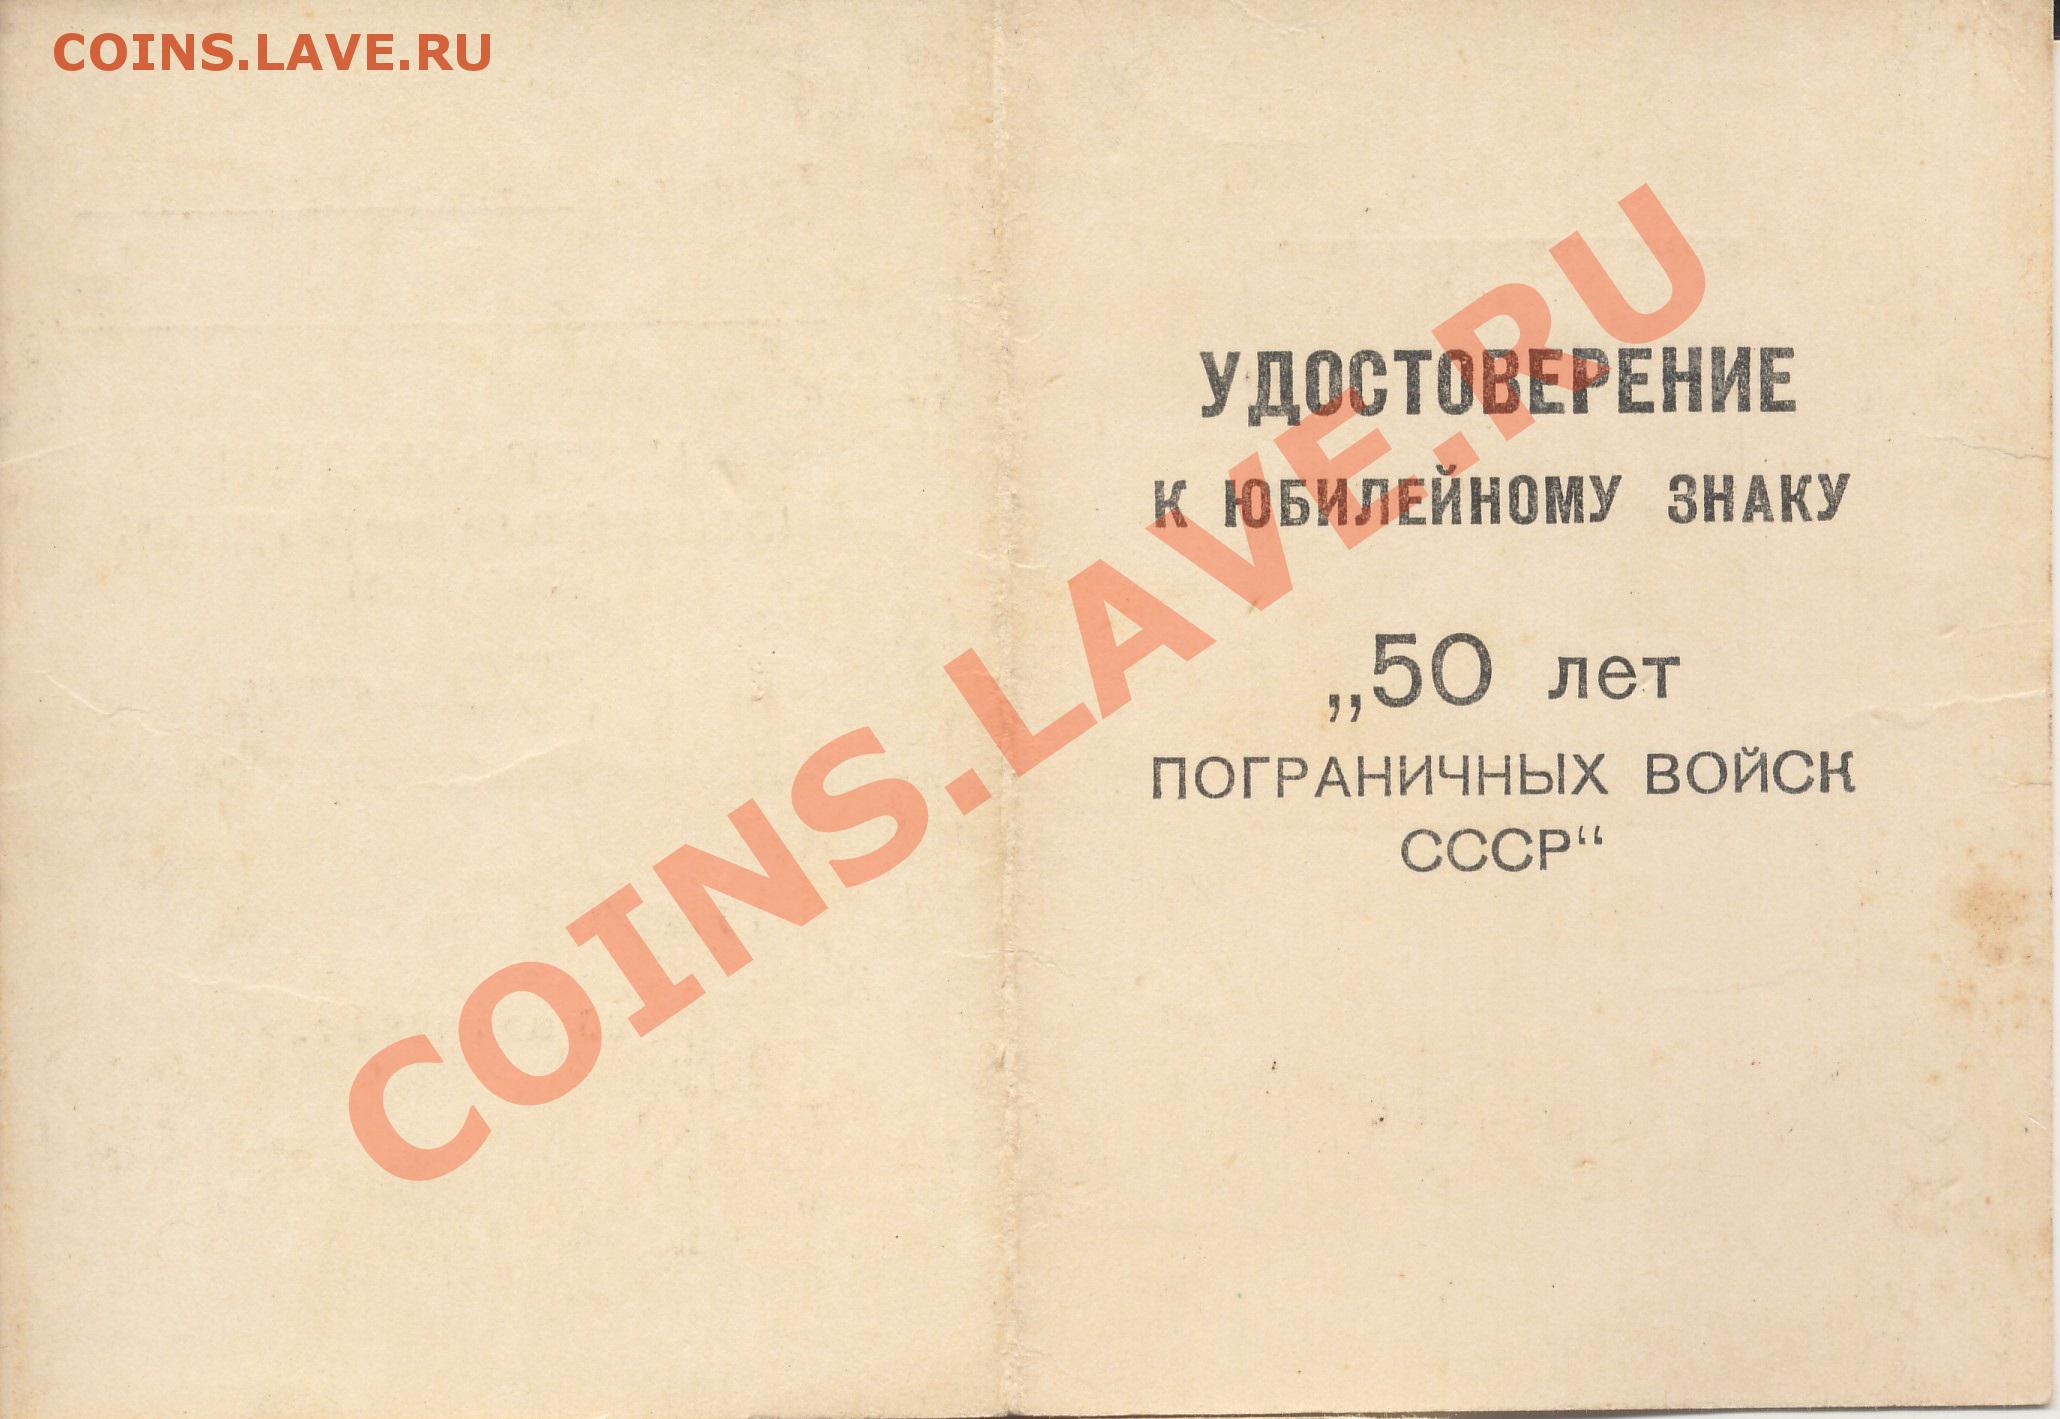 COINS.LAVE.RU
УДОСТОВЕРЕНИЕ
К ЮБИЛЕЙНОМУ ЗНАКУ
„50 лет
ПОГРАНИЧНЫХ ВОЙСК
СССР“
COINS.LAVE.RU